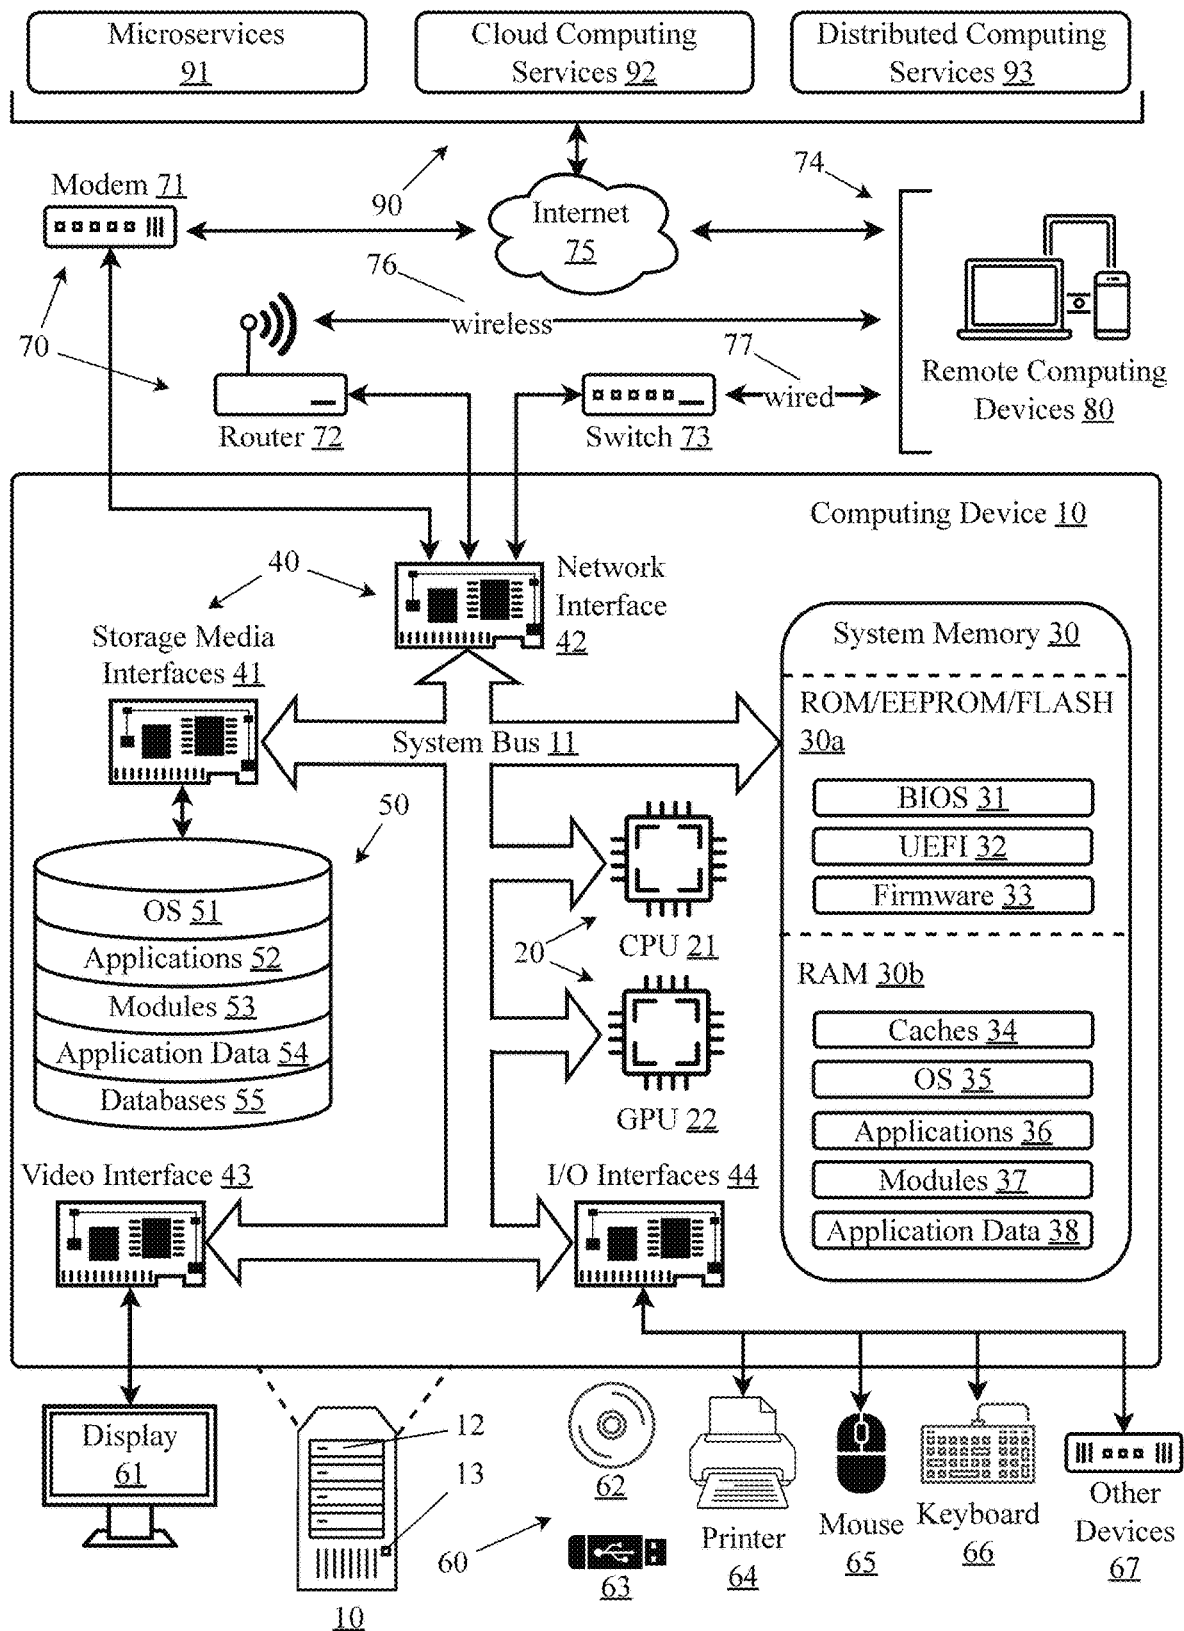 Microservices
91
Cloud Computing
Services 92
Distributed Computing
Services 93
Modem 71
90
Internet
75
74
76
wireless
70
77
wired
Router 72
Switch 73
Remote Computing
Devices 80
Computing Device 10
40
Network
Interface
42
Storage Media
Interfaces 41
System Bus 11
System Memory 30
ROM/EEPROM/FLASH
30a
BIOS 31
UEFI 32
Firmware 33
50
OS 51
Applications 52
Modules 53
Application Data 54
Databases 55
20
CPU 21
GPU 22
RAM 30b
Caches 34
OS 35
Applications 36
Modules 37
Application Data 38
Video Interface 43
I/O Interfaces 44
Display
61
12
13
10
60
62
63
Printer
64
Mouse
65
Keyboard
66
Other
Devices
67